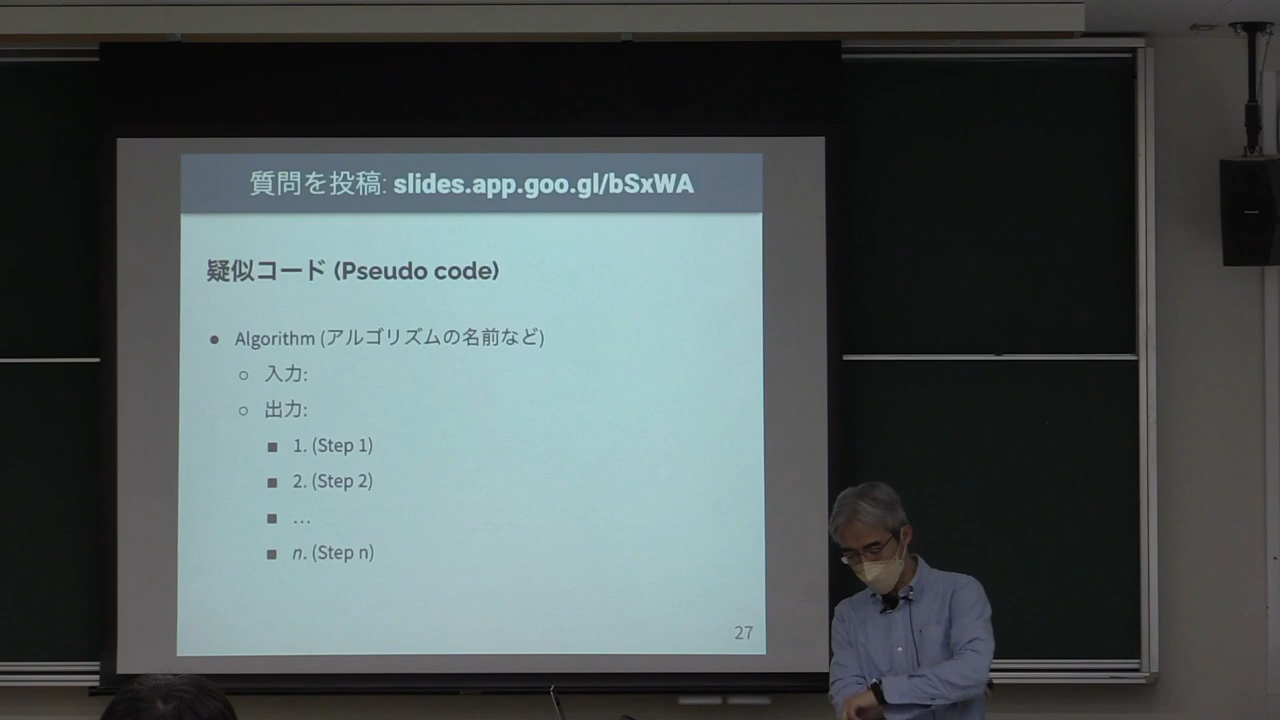 質問を投稿: slides.app.goo.gl/bSxWA
疑似コード (Pseudo code)
● Algorithm (アルゴリズムの名前など)
○ 入力:
○ 出力:
■ 1. (Step 1)
■ 2. (Step 2)
■ …
■ n. (Step n)
27